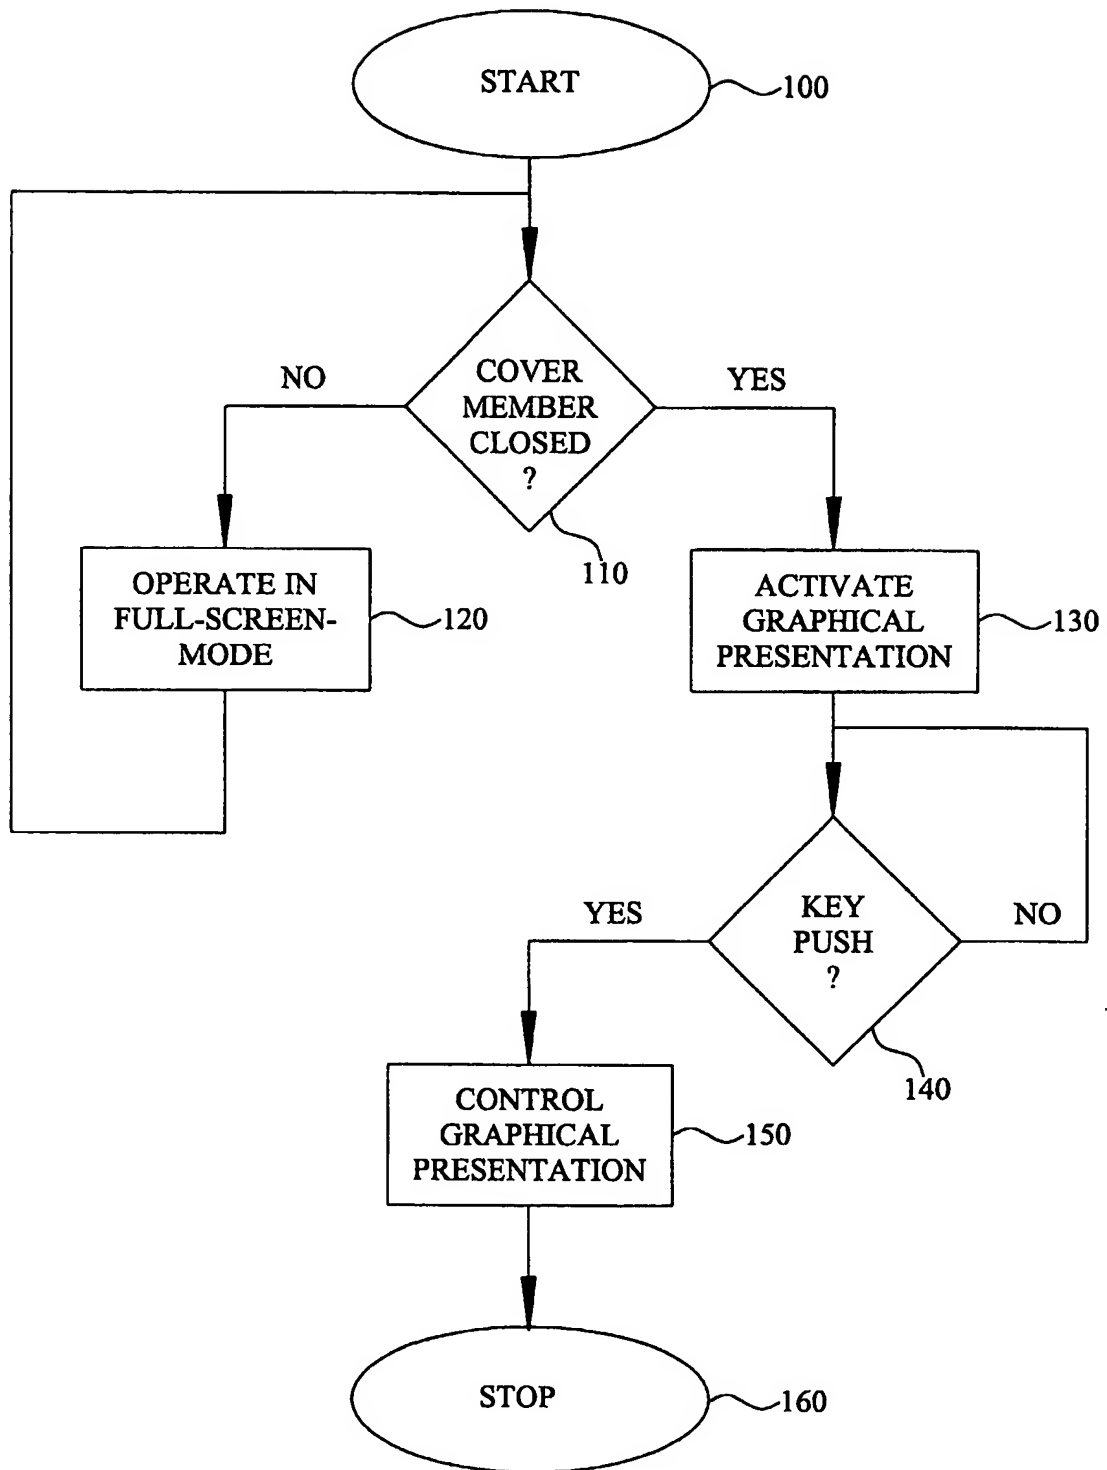 START
100
NO
COVER
MEMBER
CLOSED
?
YES
110
OPERATE IN
FULL-SCREEN-
MODE
120
ACTIVATE
GRAPHICAL
PRESENTATION
130
YES
KEY
PUSH
?
NO
140
CONTROL
GRAPHICAL
PRESENTATION
150
STOP
160